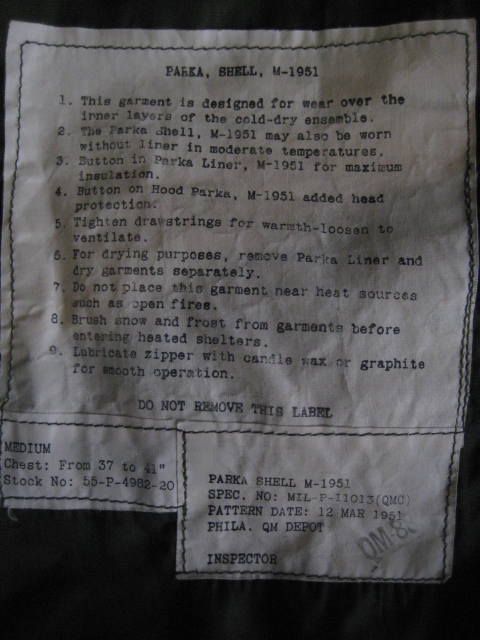 PARKA, SHELL, M-1951
1. This garment is designed for wear over the
inner layers of the cold-dry ensemble.
2. The Parka Shell, M-1951 may also be worn
without liner in moderate temperatures.
3. Button in Parka Liner, M-1951 for maximum
insulation.
4. Button on Hood Parka, M-1951 added head
protection.
5. Tighten drawstrings for warmth-loosen to
ventilate.
6. For drying purposes, remove Parka Liner and
dry garments separately.
7. Do not place this garment near heat sources
such as open fires.
8. Brush snow and frost from garments before
entering heated shelters.
9. Lubricate zipper with candle wax or graphite
for smooth operation.
DO NOT REMOVE THIS LABEL
MEDIUM
Chest: From 37 to 41"
Stock No: 55-P-4982-20
PARKA SHELL M-1951
SPEC. NO: MIL-P-11013(QMC)
PATTERN DATE: 12 MAR 1951
PHILA. QM DEPOT
INSPECTOR